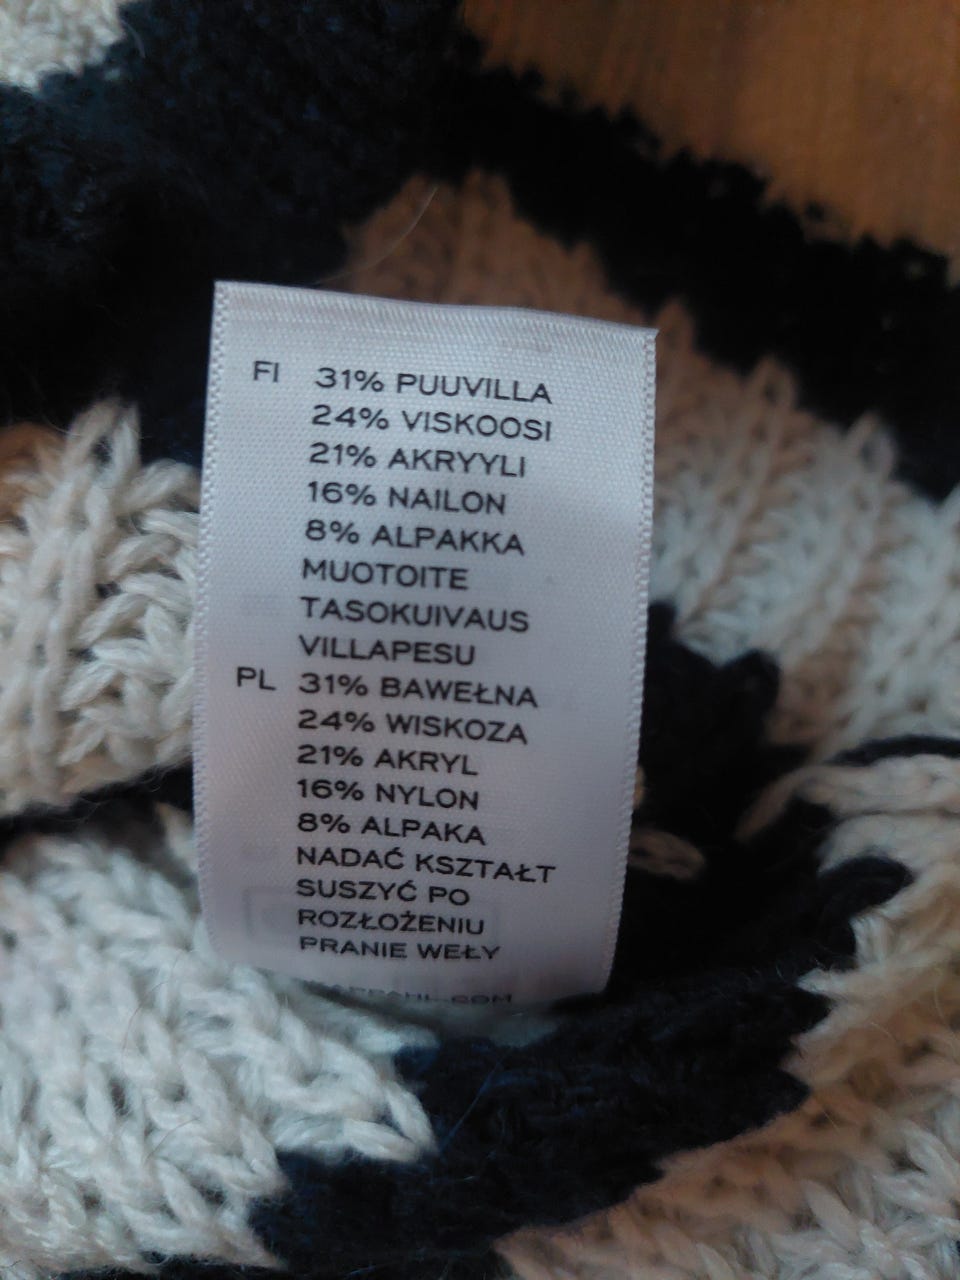 FI 31% PUUVILLA
24% VISKOOSI
21% AKRYYLI
16% NAILON
8% ALPAKKA
MUOTOITE
TASOKUIVAUS
VILLAPESU
PL 31% BAWEŁNA
24% WISKOZA
21% AKRYL
16% NYLON
8% ALPAKA
NADAĆ KSZTAŁT
SUSZYĆ PO
ROZŁOŻENIU
PRANIE WEŁY